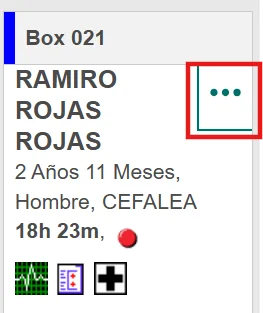 Box 021
RAMIRO
ROJAS
ROJAS
2 Años 11 Meses,
Hombre, CEFALEA
18h 23m,